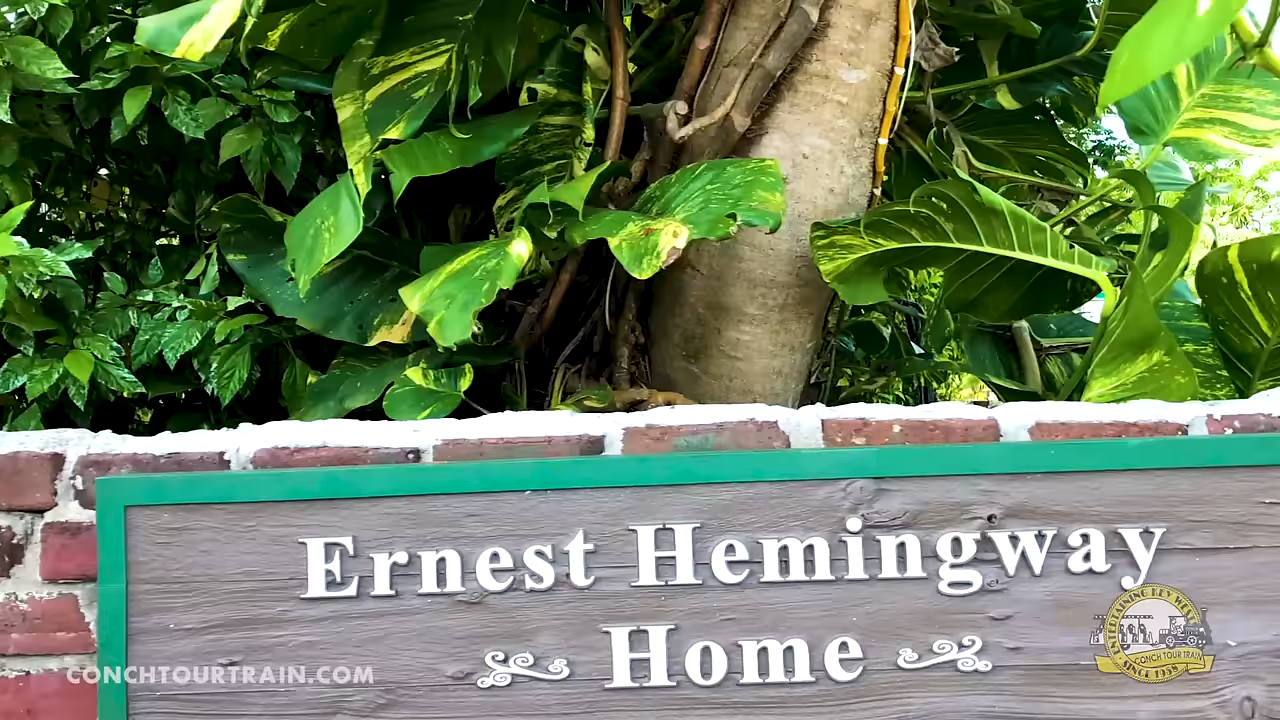 Ernest Hemingway
Home
CONCHTOURTRAIN.COM
ENTERTAINING KEY WEST
CONCH TOUR TRAIN
SINCE 1958